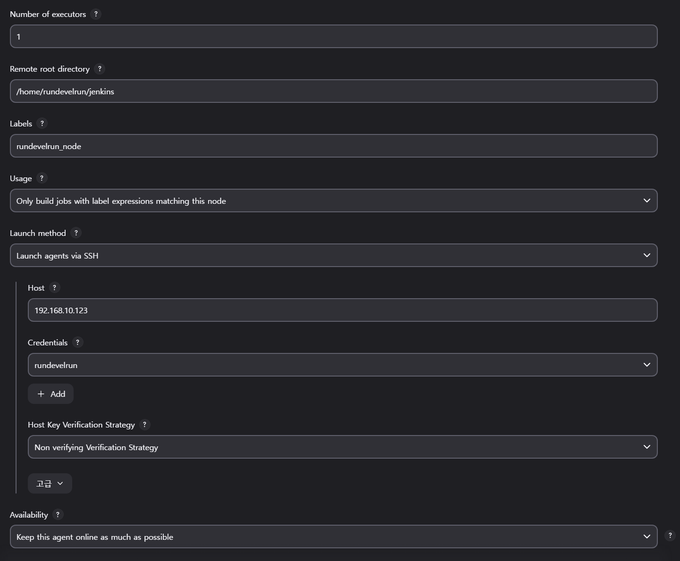 Number of executors ?
1
Remote root directory ?
/home/rundevelrun/jenkins
Labels ?
rundevelrun_node
Usage ?
Only build jobs with label expressions matching this node
Launch method ?
Launch agents via SSH
Host ?
192.168.10.123
Credentials ?
rundevelrun
+ Add
Host Key Verification Strategy ?
Non verifying Verification Strategy
고급
Availability ?
Keep this agent online as much as possible
?